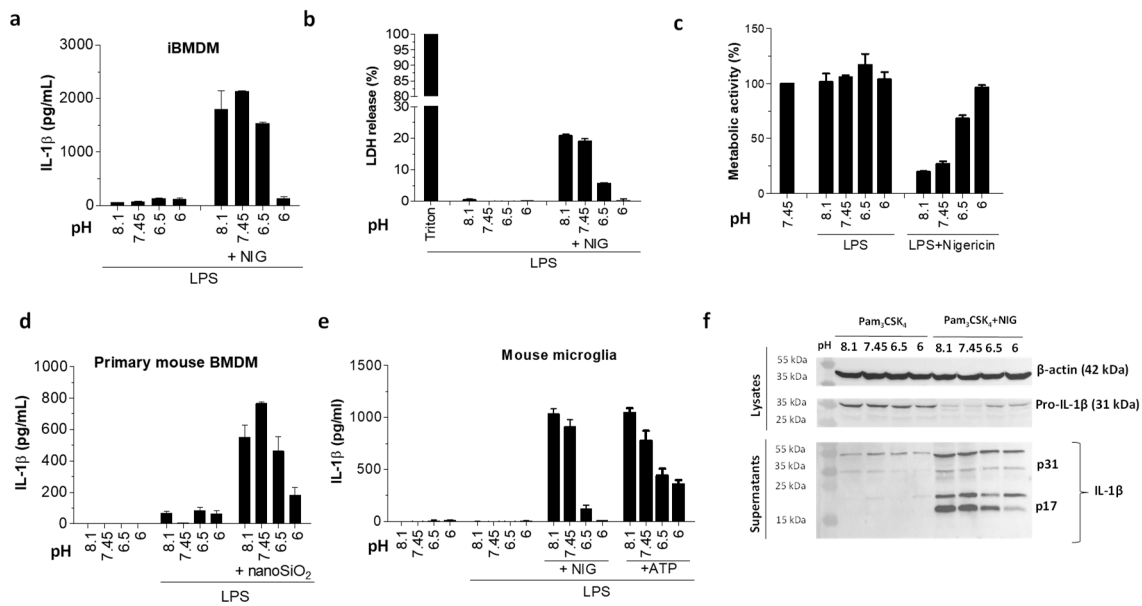 a
iBMDM
IL-1β (pg/mL)
3000
2000
1000
0
pH
8.1
7.45
6.5
6
8.1
7.45
6.5
6
+ NIG
LPS
b
LDH release (%)
100
95
90
85
80
30
20
10
0
pH
Triton
8.1
7.45
6.5
6
8.1
7.45
6.5
6
+ NIG
LPS
c
Metabolic activity (%)
150
100
50
0
pH
7.45
8.1
7.45
6.5
6
8.1
7.45
6.5
6
LPS
LPS+Nigericin
d
Primary mouse BMDM
IL-1β (pg/mL)
1000
800
600
400
200
0
pH
8.1
7.45
6.5
6
8.1
7.45
6.5
6
8.1
7.45
6.5
6
+ nanoSiO₂
LPS
e
Mouse microglia
IL-1β (pg/ml)
1500
1000
500
0
pH
8.1
7.45
6.5
6
8.1
7.45
6.5
6
8.1
7.45
6.5
6
8.1
7.45
6.5
6
+ NIG
+ATP
LPS
f
Pam₃CSK₄
Pam₃CSK₄+NIG
pH
8.1 7.45 6.5 6 8.1 7.45 6.5 6
Lysates
55 kDa
35 kDa
β-actin (42 kDa)
35 kDa
25 kDa
Pro-IL-1β (31 kDa)
Supernatants
55 kDa
35 kDa
25 kDa
15 kDa
p31
p17
IL-1β